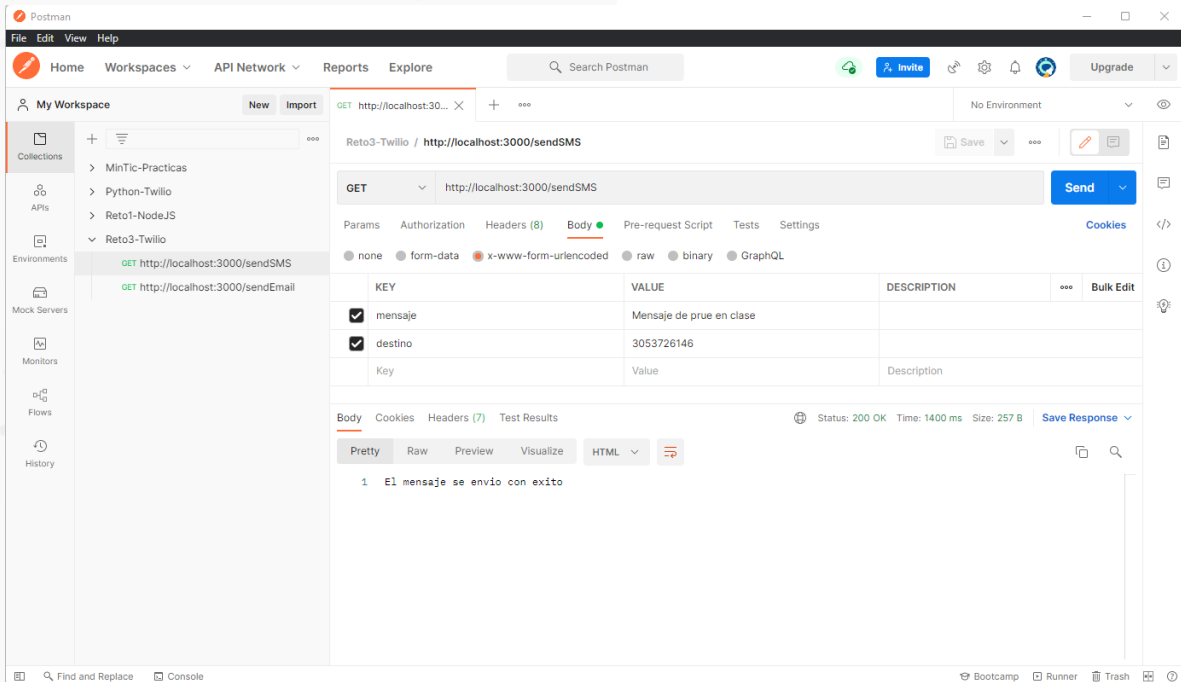 Postman
File Edit View Help
Home Workspaces API Network Reports Explore Search Postman Invite Upgrade
My Workspace New Import GET http://localhost:30... No Environment
Collections
APIs
Environments
Mock Servers
Monitors
Flows
History
MinTic-Practicas
Python-Twilio
Reto1-NodeJS
Reto3-Twilio
GET http://localhost:3000/sendSMS
GET http://localhost:3000/sendEmail
Reto3-Twilio / http://localhost:3000/sendSMS Save
GET http://localhost:3000/sendSMS Send
Params Authorization Headers (8) Body Pre-request Script Tests Settings Cookies
none form-data x-www-form-urlencoded raw binary GraphQL
KEY VALUE DESCRIPTION Bulk Edit
mensaje Mensaje de prue en clase
destino 3053726146
Key Value Description
Body Cookies Headers (7) Test Results Status: 200 OK Time: 1400 ms Size: 257 B Save Response
Pretty Raw Preview Visualize HTML
1 El mensaje se envio con exito
Find and Replace Console Bootcamp Runner Trash